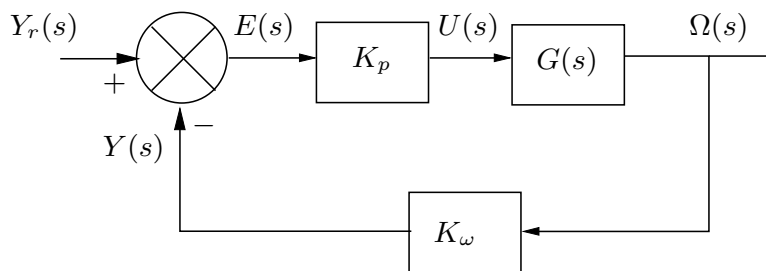 Y_r(s)
E(s)
U(s)
Ω(s)
+
K_p
G(s)
−
Y(s)
K_ω